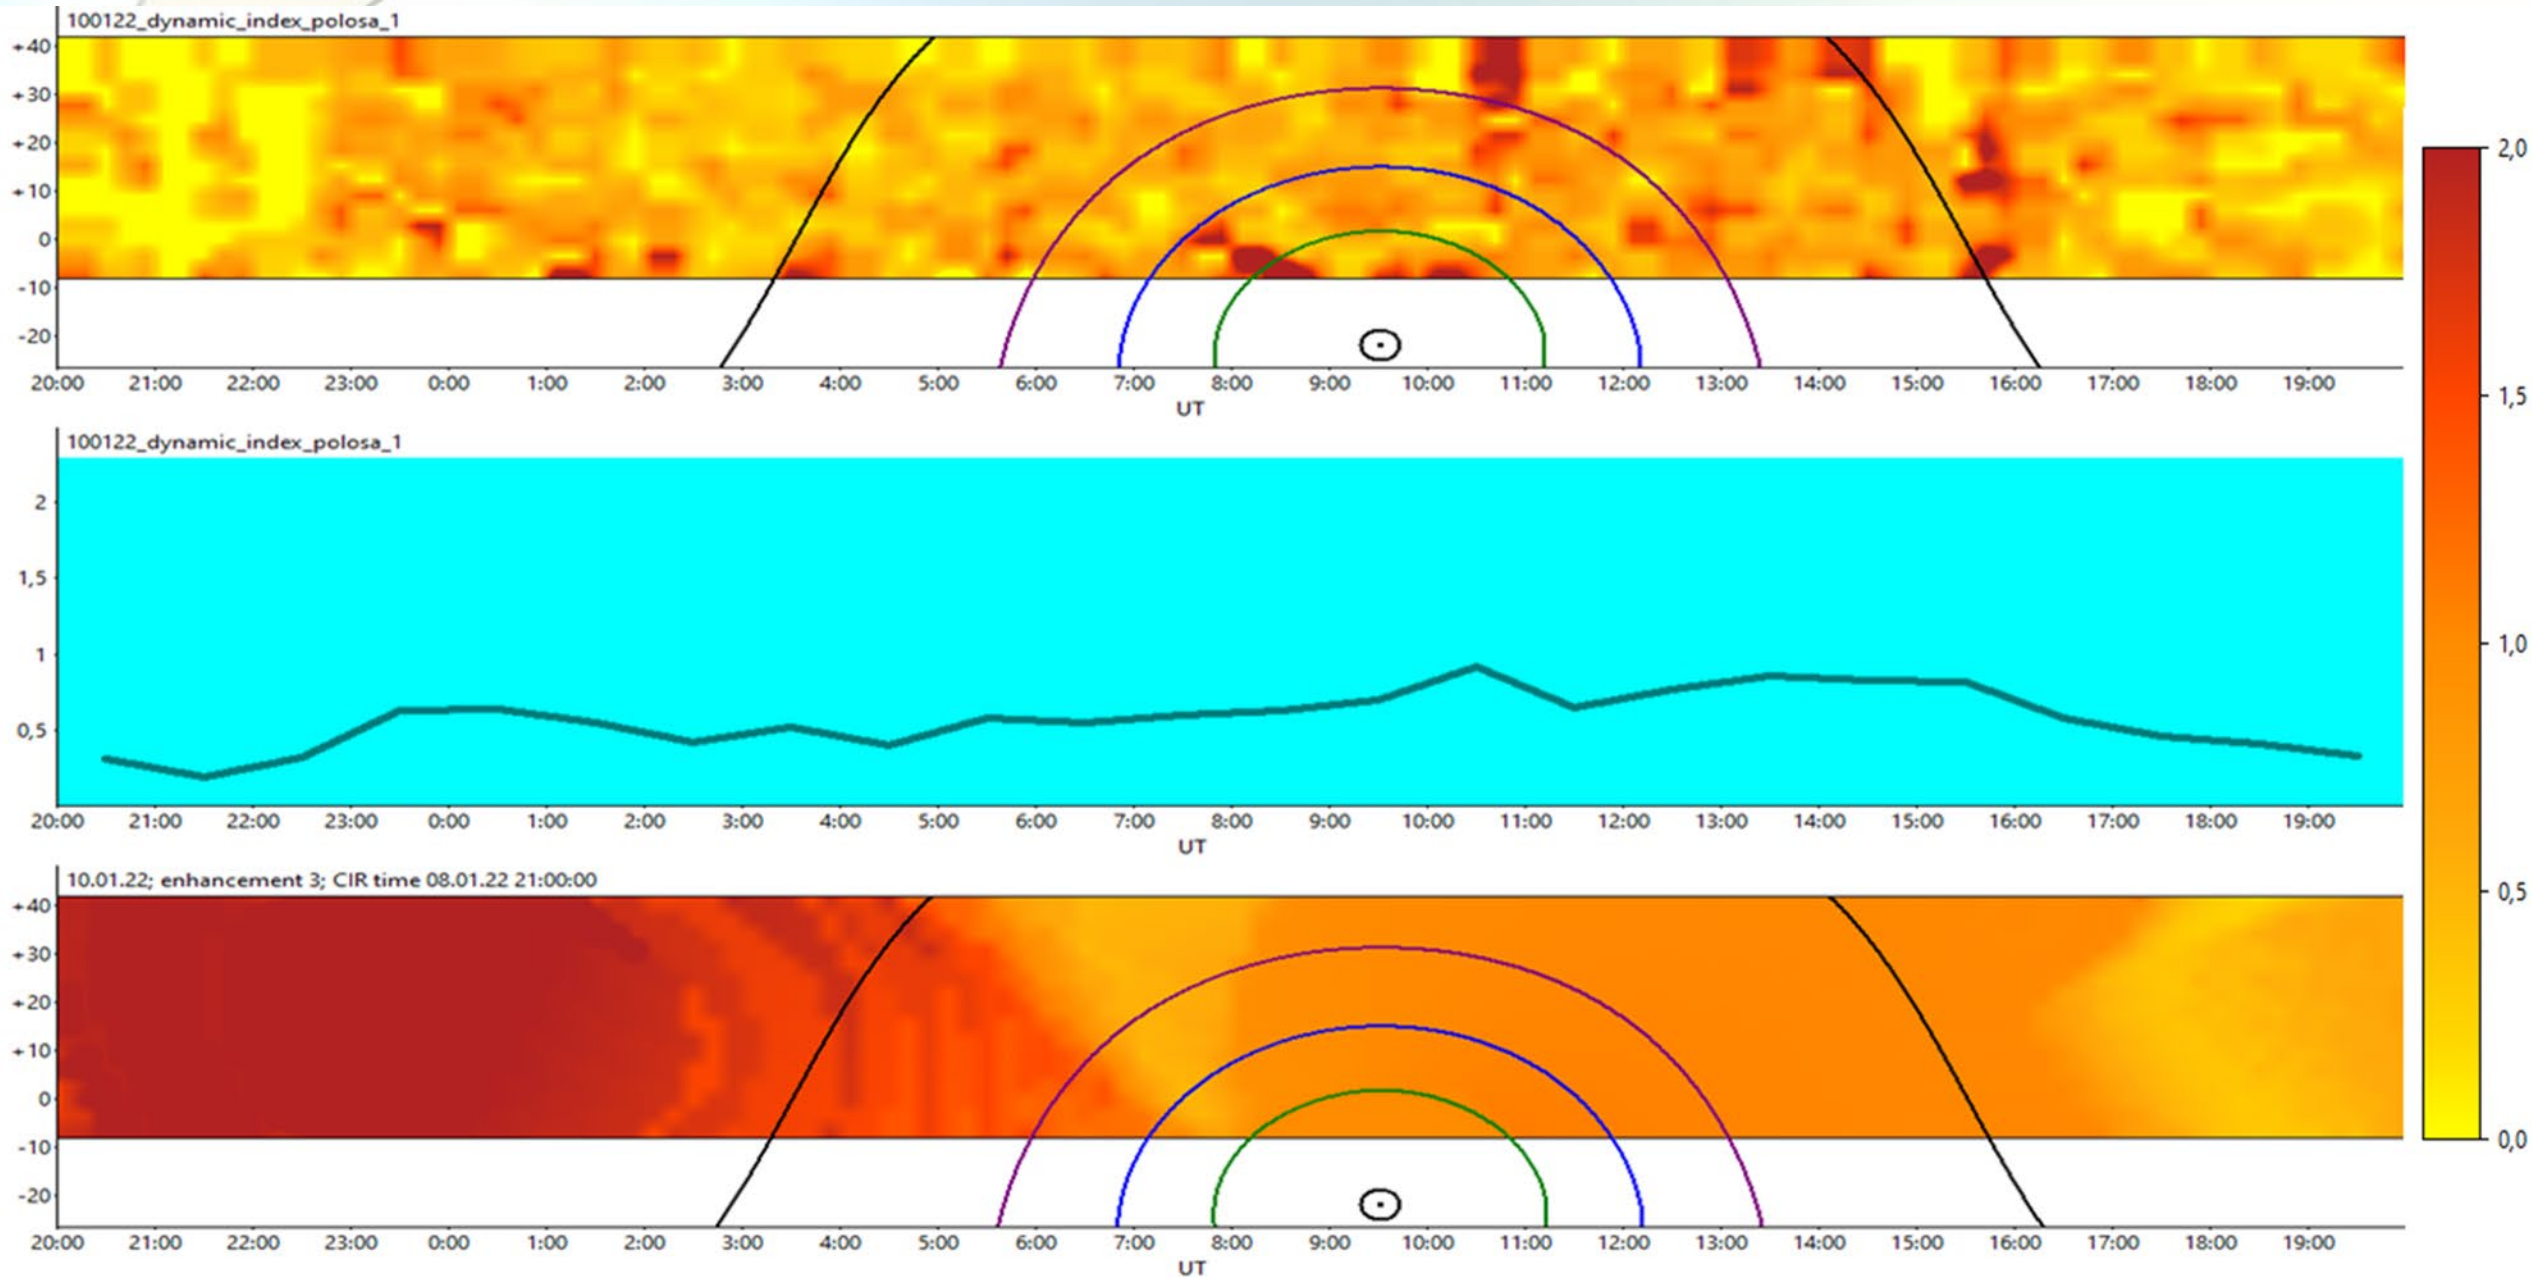 100122_dynamic_index_polosa_1
+40
+30
+20
+10
0
-10
-20
20:00 21:00 22:00 23:00 0:00 1:00 2:00 3:00 4:00 5:00 6:00 7:00 8:00 9:00 10:00 11:00 12:00 13:00 14:00 15:00 16:00 17:00 18:00 19:00
UT
100122_dynamic_index_polosa_1
2
1,5
1
0,5
20:00 21:00 22:00 23:00 0:00 1:00 2:00 3:00 4:00 5:00 6:00 7:00 8:00 9:00 10:00 11:00 12:00 13:00 14:00 15:00 16:00 17:00 18:00 19:00
UT
10.01.22; enhancement 3; CIR time 08.01.22 21:00:00
+40
+30
+20
+10
0
-10
-20
20:00 21:00 22:00 23:00 0:00 1:00 2:00 3:00 4:00 5:00 6:00 7:00 8:00 9:00 10:00 11:00 12:00 13:00 14:00 15:00 16:00 17:00 18:00 19:00
UT
2,0
1,5
1,0
0,5
0,0